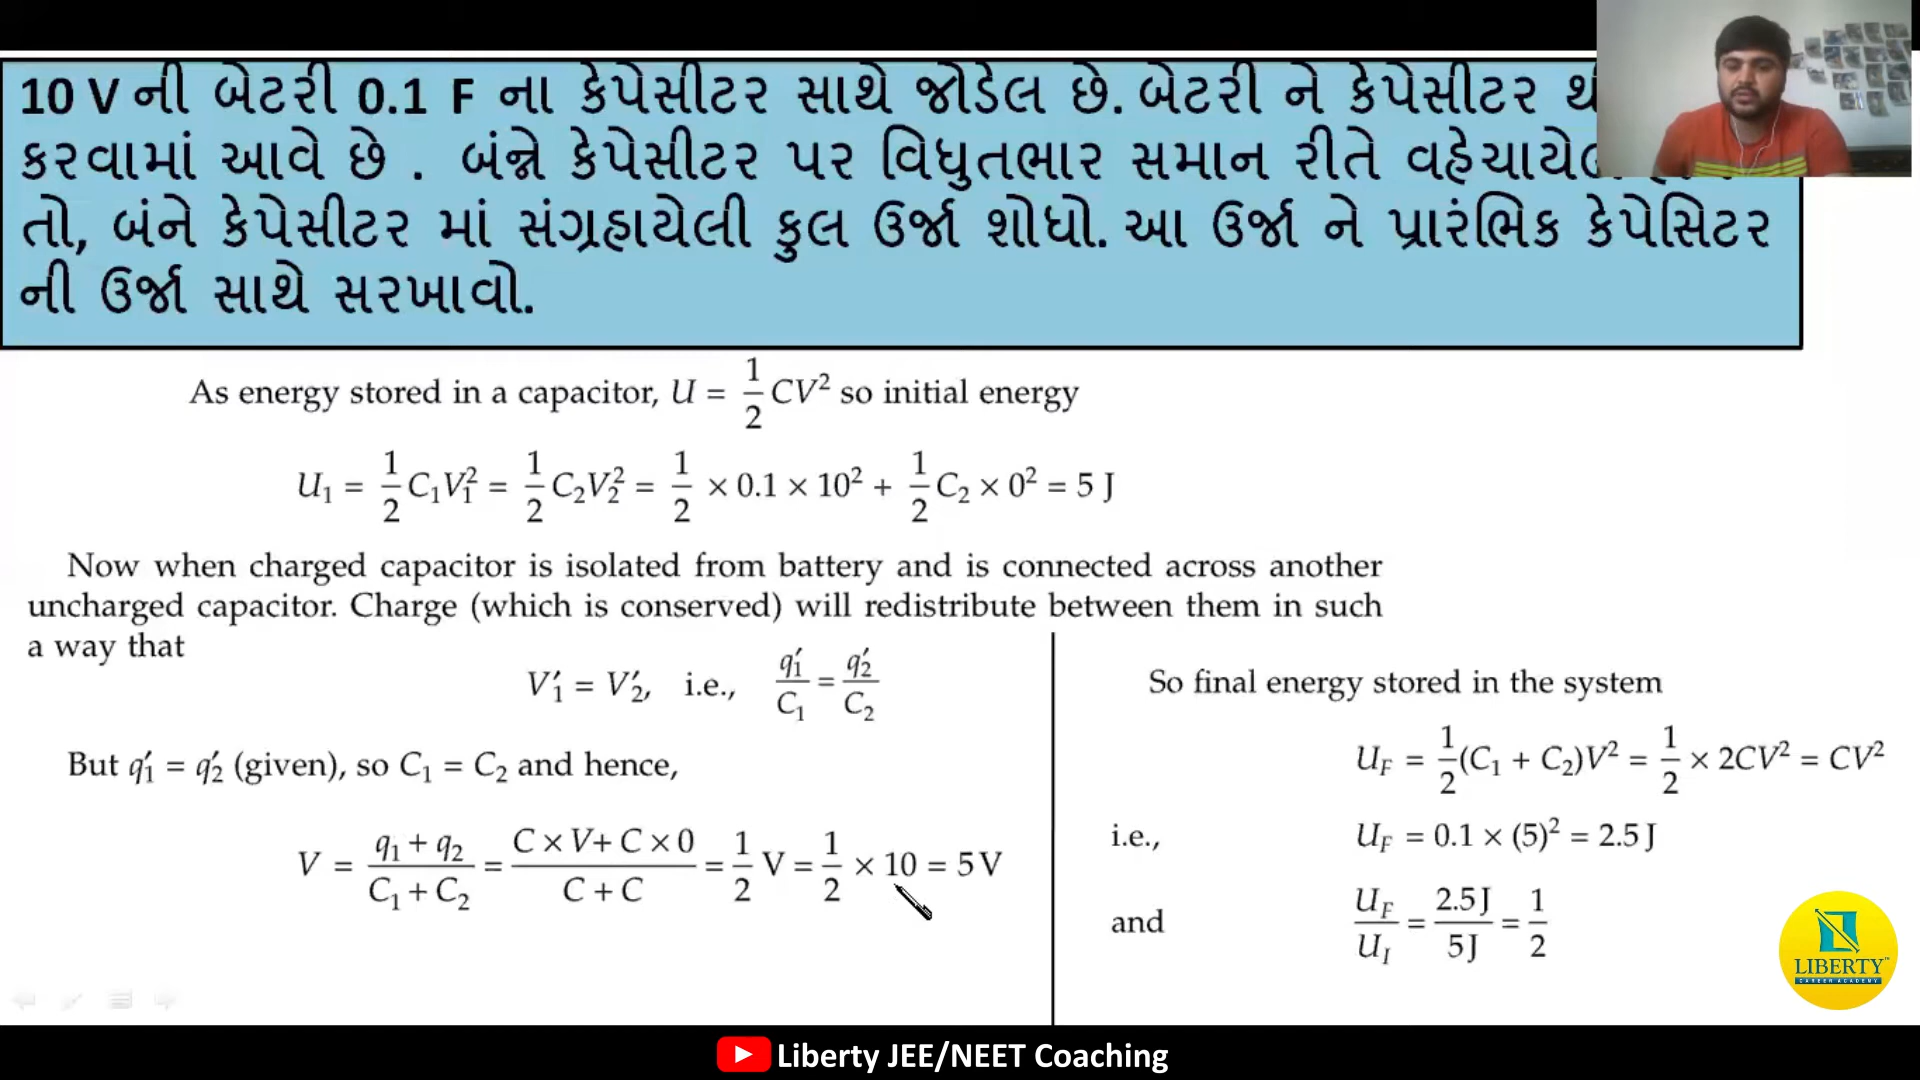 10 V ની બેટરી 0.1 F ના કેપેસીટર સાથે જોડેલ છે. બેટરી ને કેપેસીટર
કરવામાં આવે છે . બંન્ને કેપેસીટર પર વિધુતભાર સમાન રીતે
તો, બંને કેપેસીટર માં સંગ્રહાયેલી કુલ ઉર્જા શોધો. આ ઉર્જા ને પ્રારંભિક કેપેસિટર
ની ઉર્જા સાથે સરખાવો.
As energy stored in a capacitor, U = 1/2 CV² so initial energy
U₁ = 1/2 C₁V₁² = 1/2 C₂V₂² = 1/2 × 0.1 × 10² + 1/2 C₂ × 0² = 5 J
Now when charged capacitor is isolated from battery and is connected across another
uncharged capacitor. Charge (which is conserved) will redistribute between them in such
a way that
V′₁ = V′₂, i.e., q′₁/C₁ = q′₂/C₂
But q′₁ = q′₂ (given), so C₁ = C₂ and hence,
V = (q₁ + q₂)/(C₁ + C₂) = (C × V+ C × 0)/(C + C) = 1/2 V = 1/2 × 10 = 5 V
So final energy stored in the system
U_F = 1/2 (C₁ + C₂)V² = 1/2 × 2CV² = CV²
i.e., U_F = 0.1 × (5)² = 2.5 J
and U_F/U_I = 2.5 J/5 J = 1/2
LIBERTY™
CAREER ACADEMY
Liberty JEE/NEET Coaching